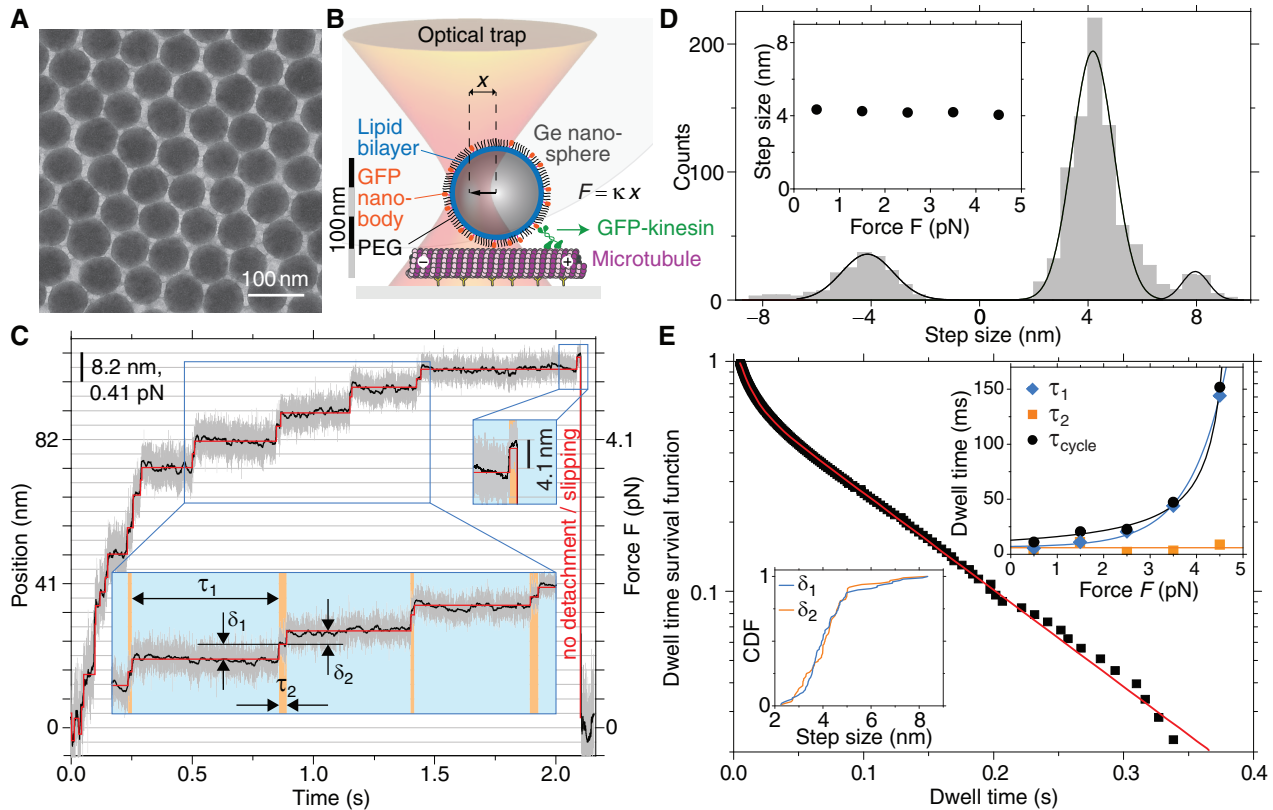 A
100 nm
B
Optical trap
x
Lipid
bilayer
Ge nano-
sphere
GFP
nano-
body
F = κ x
100 nm
PEG
GFP-kinesin
Microtubule
−
+
C
8.2 nm,
0.41 pN
82
41
0
Position (nm)
4.1 nm
4.1
0
Force F (pN)
no detachment / slipping
τ1
δ1
δ2
τ2
0.0
0.5
1.0
1.5
2.0
Time (s)
D
200
100
0
Counts
8
4
0
Step size (nm)
0
1
2
3
4
5
Force F (pN)
−8
−4
0
4
8
Step size (nm)
E
1
0.1
Dwell time survival function
150
100
50
0
Dwell time (ms)
τ1
τ2
τcycle
0
1
2
3
4
5
Force F (pN)
1
0
CDF
δ1
δ2
2
4
6
8
Step size (nm)
0.0
0.1
0.2
0.3
0.4
Dwell time (s)